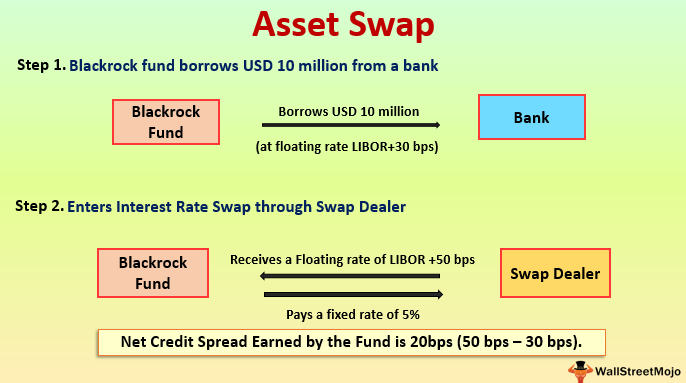 Asset Swap
Step 1. Blackrock fund borrows USD 10 million from a bank
Blackrock
Fund
Borrows USD 10 million
(at floating rate LIBOR+30 bps)
Bank
Step 2. Enters Interest Rate Swap through Swap Dealer
Blackrock
Fund
Receives a Floating rate of LIBOR +50 bps
Pays a fixed rate of 5%
Swap Dealer
Net Credit Spread Earned by the Fund is 20bps (50 bps – 30 bps).
WallStreetMojo